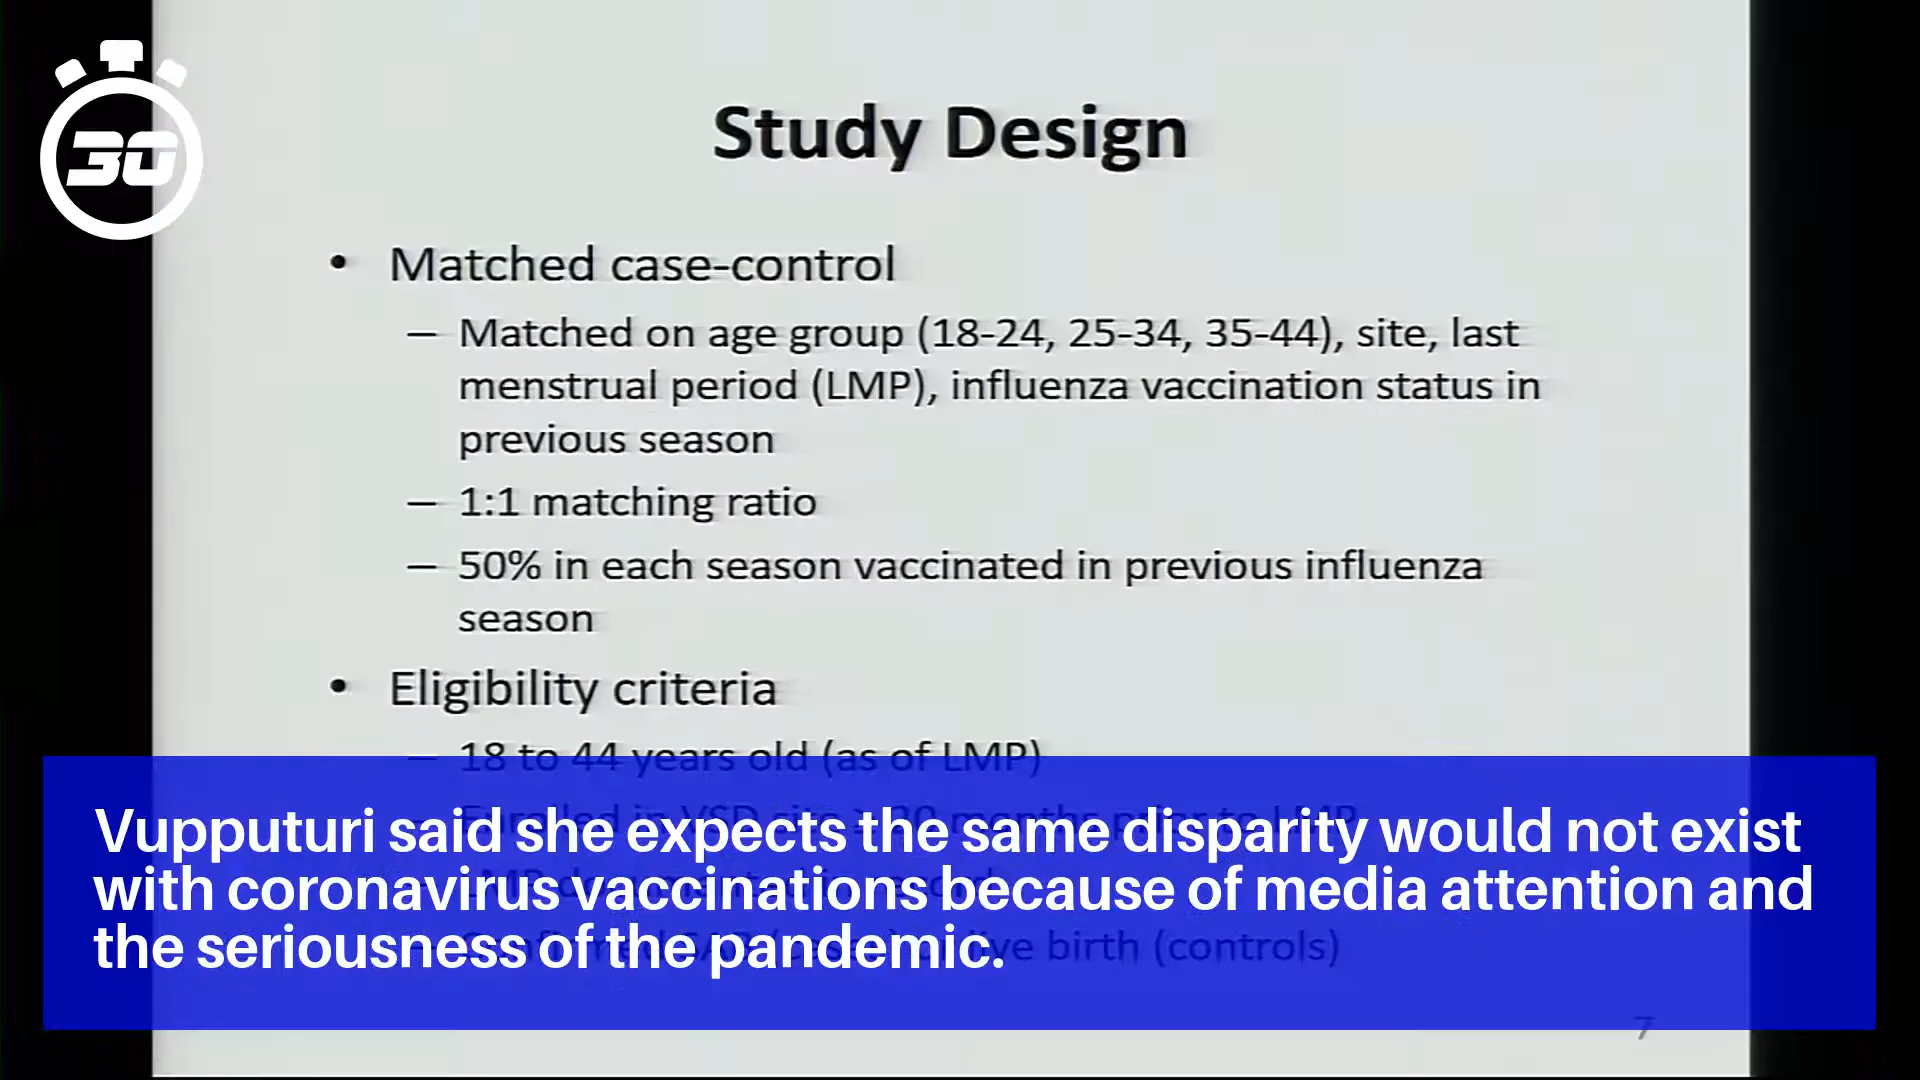 30
Study Design
• Matched case-control
– Matched on age group (18-24, 25-34, 35-44), site, last
menstrual period (LMP), influenza vaccination status in
previous season
– 1:1 matching ratio
– 50% in each season vaccinated in previous influenza
season
• Eligibility criteria
– 18 to 44 years old (as of LMP)
Vupputuri said she expects the same disparity would not exist
with coronavirus vaccinations because of media attention and
the seriousness of the pandemic.
live birth (controls)
7